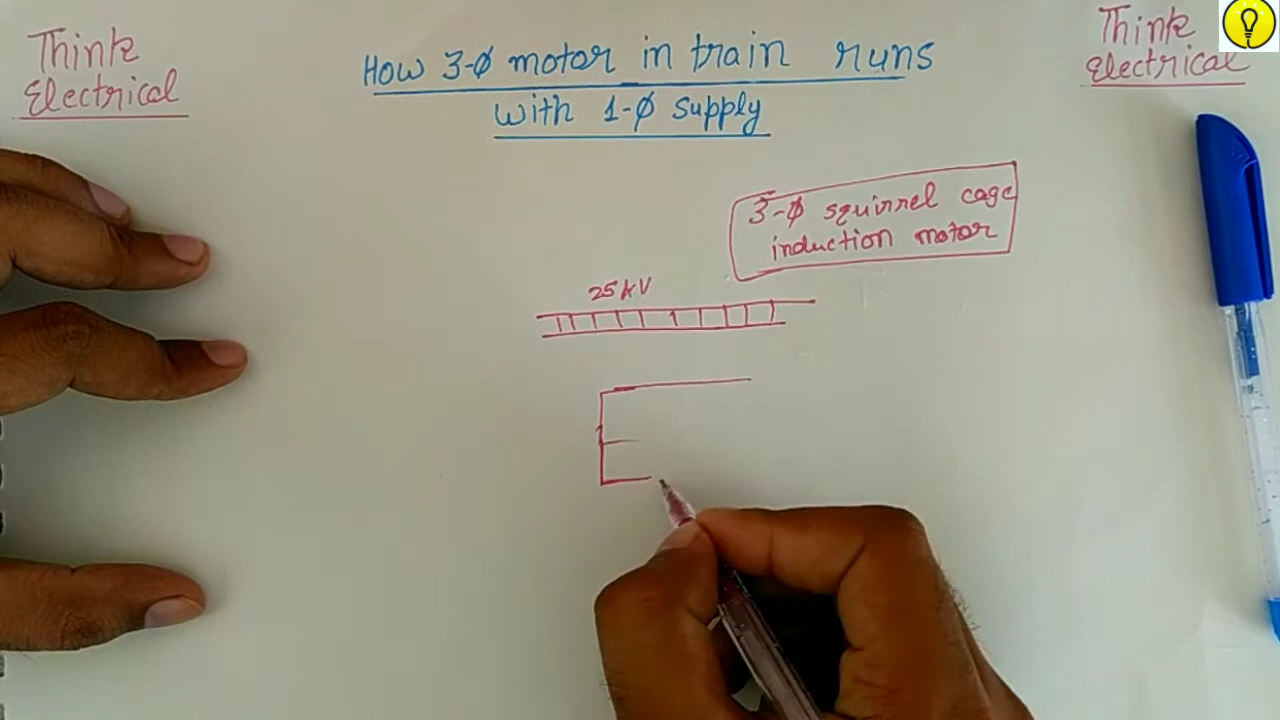 Think
Electrical
How 3-Ø motor in train runs
with 1-Ø supply
Think
Electrical
3-Ø squirrel cage
induction motor
25kV